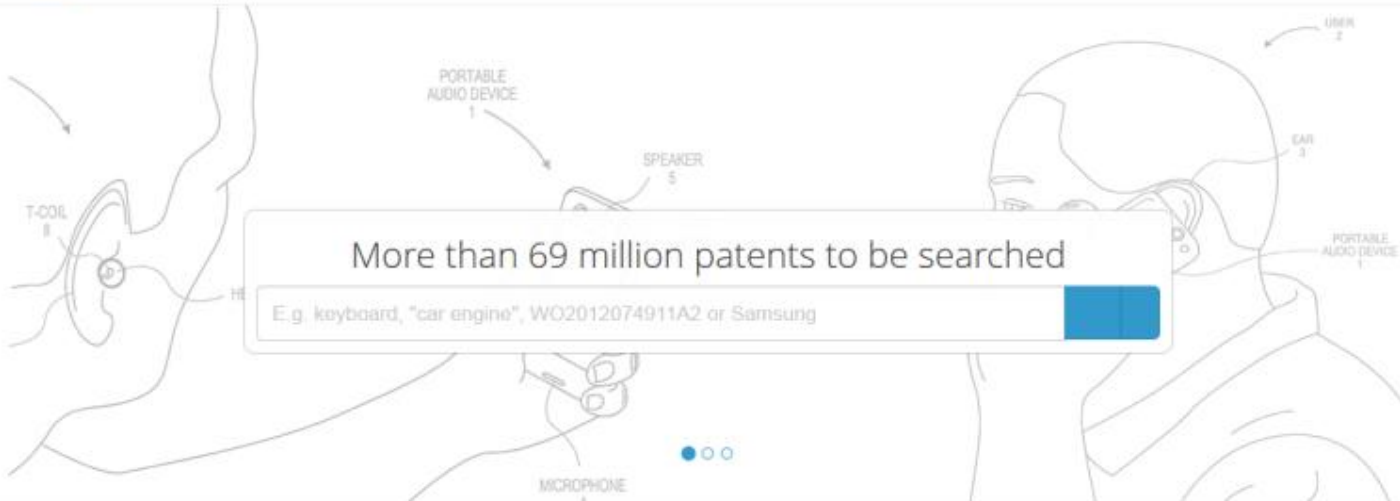 USER
2
PORTABLE
AUDIO DEVICE
1
EAR
3
SPEAKER
5
T-COIL
8
PORTABLE
AUDIO DEVICE
1
More than 69 million patents to be searched
E.g. keyboard, "car engine", WO2012074911A2 or Samsung
MICROPHONE